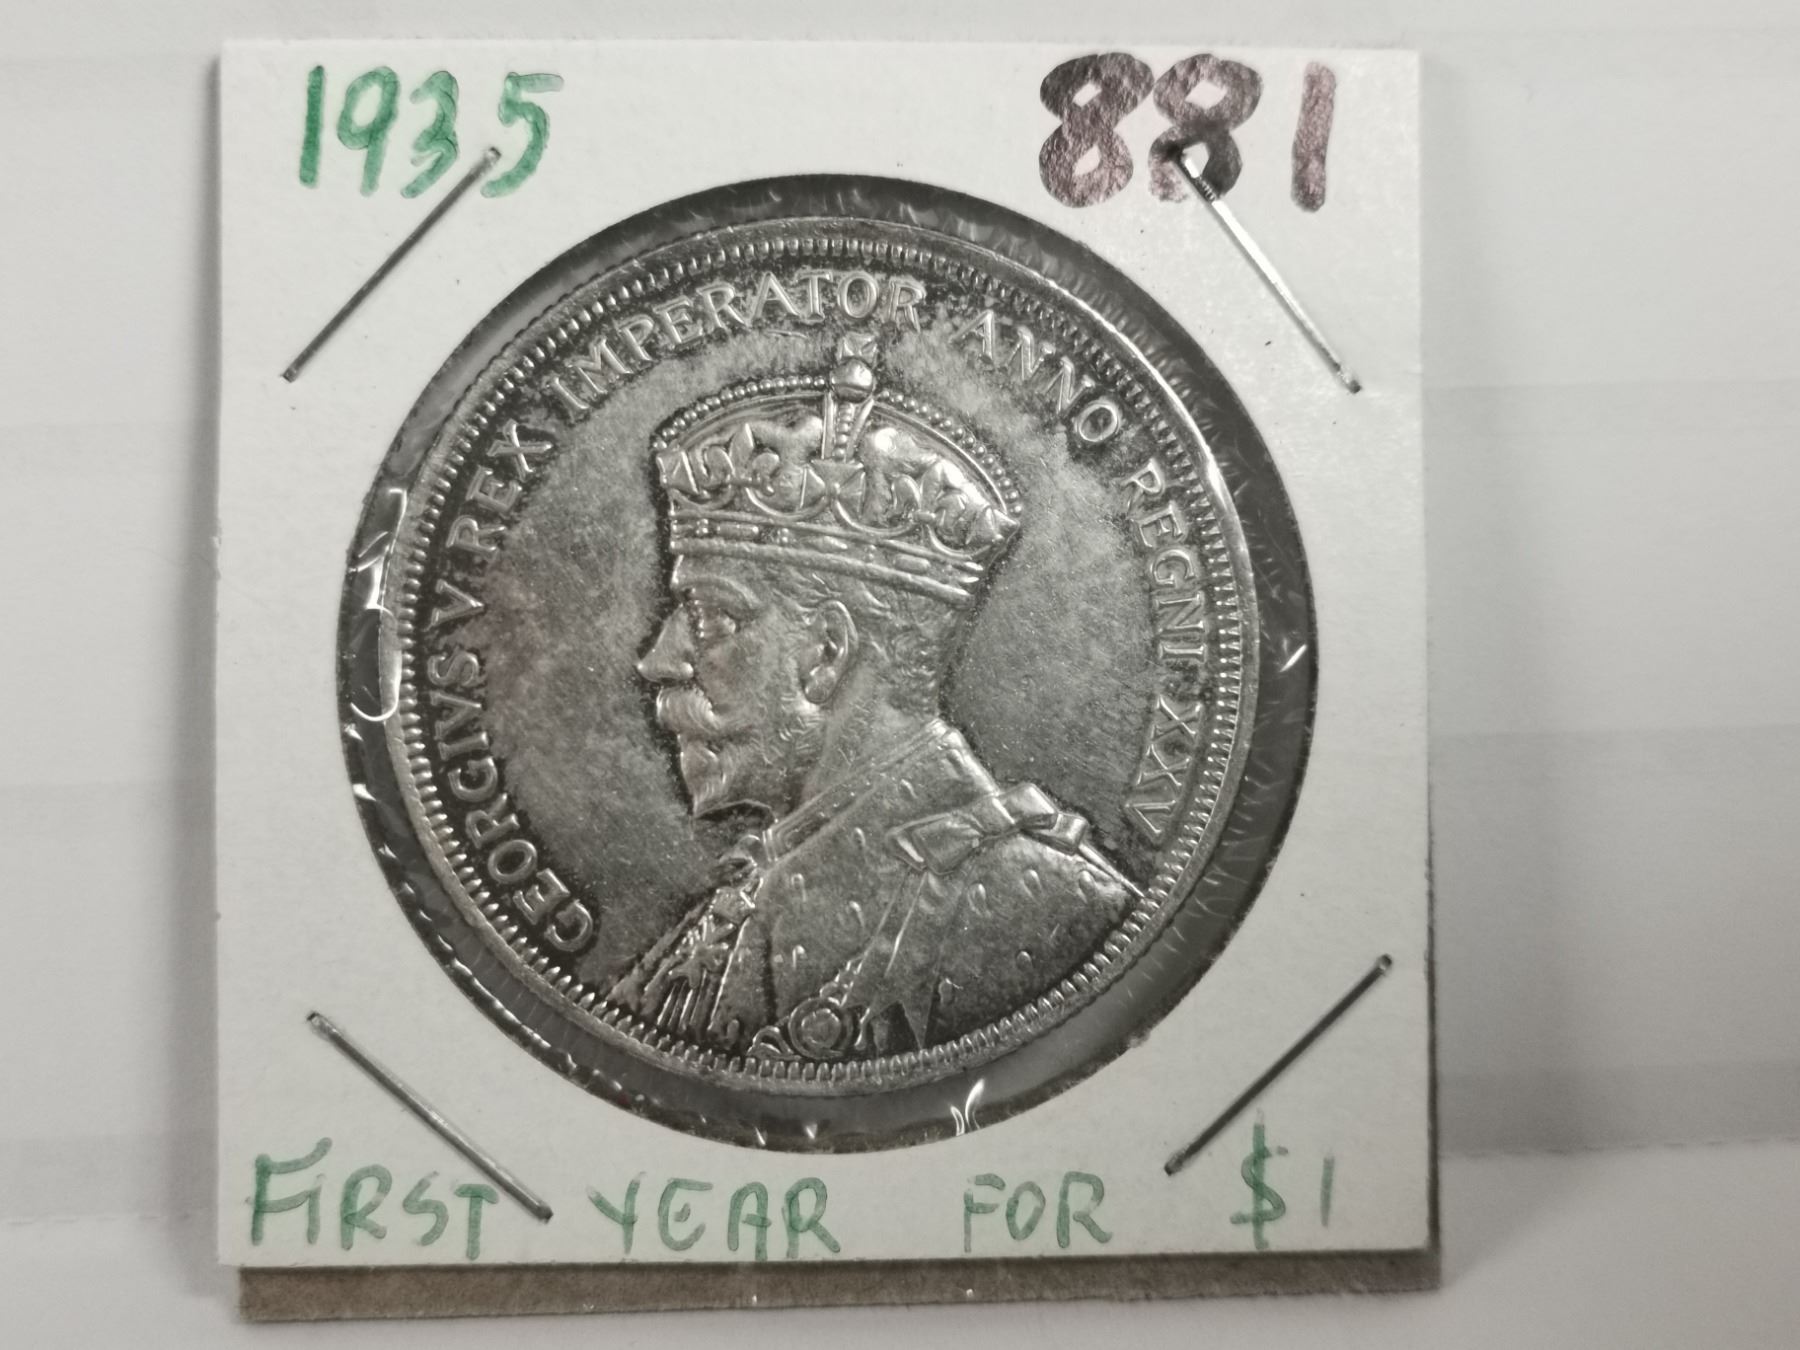 1935 881
GEORGIVS V REX IMPERATOR ANNO REGNI XXV
FIRST YEAR FOR $1